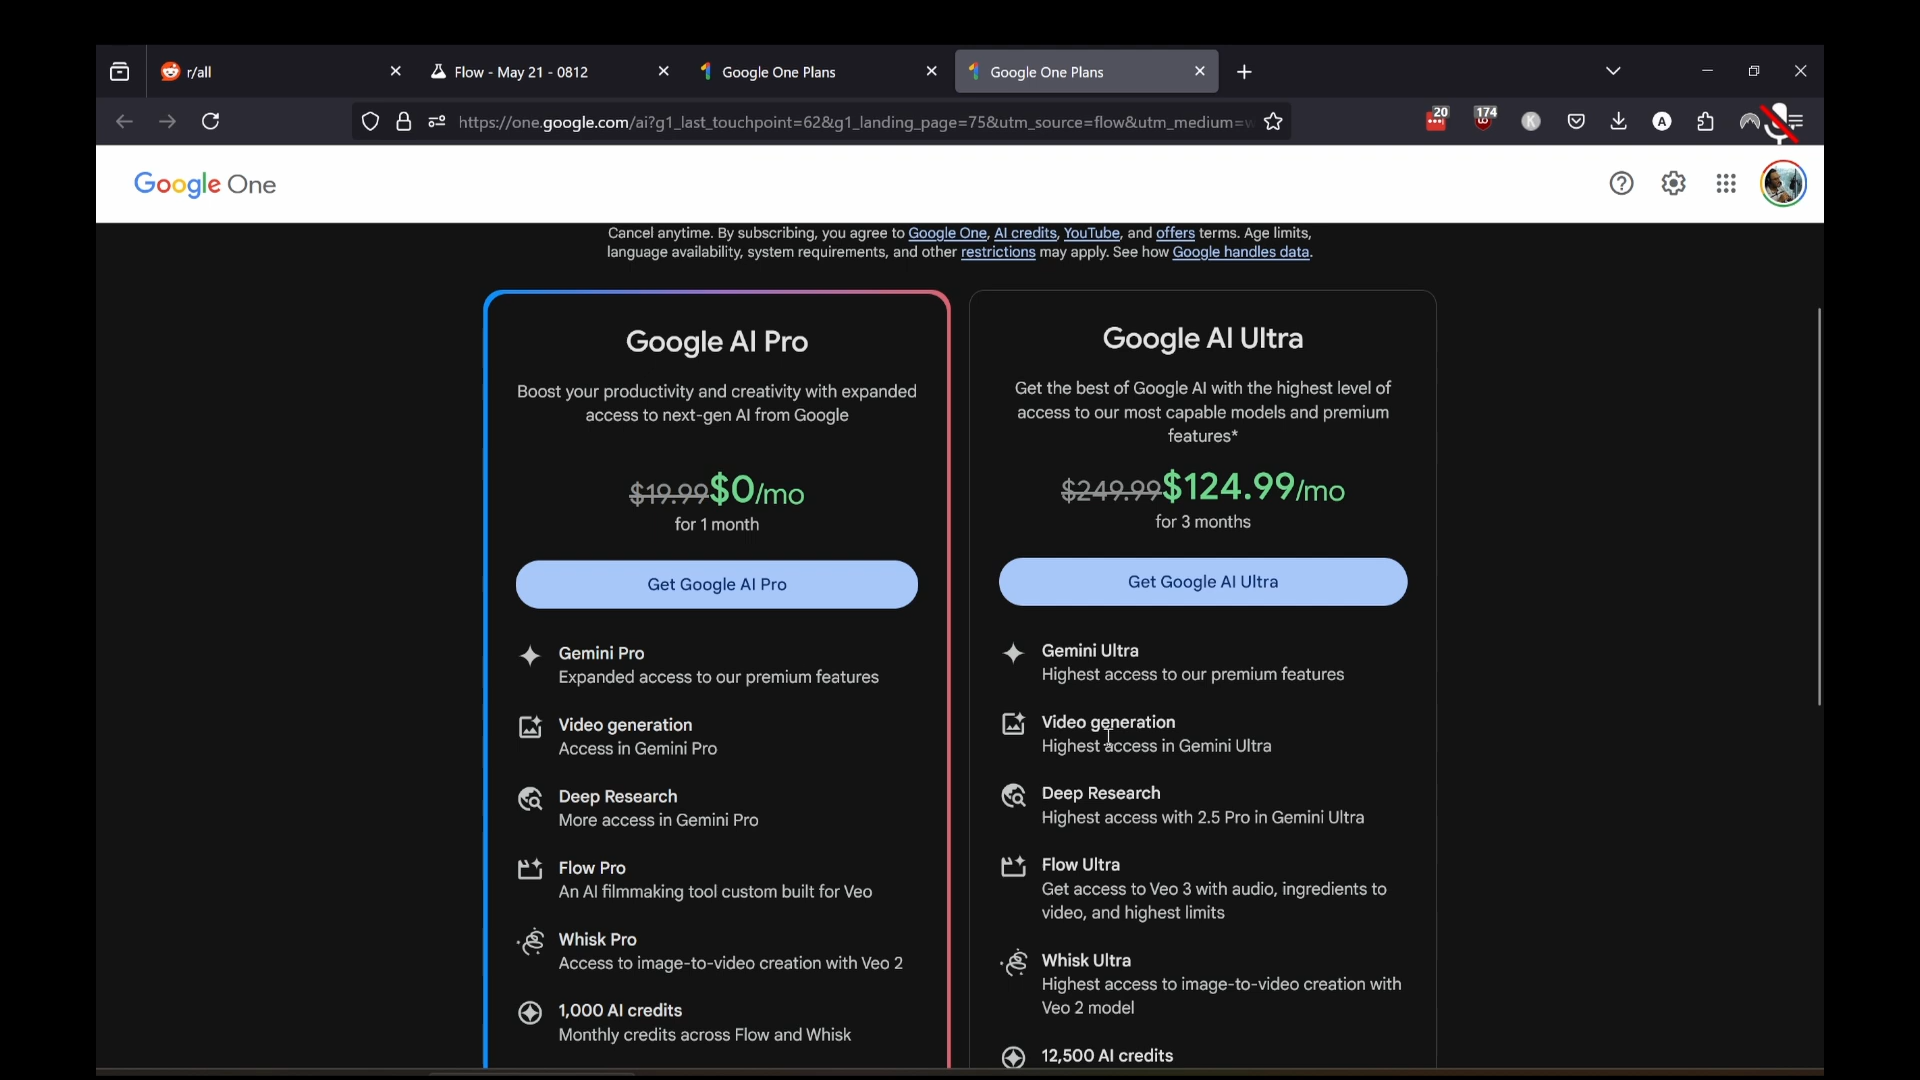 r/all
Flow - May 21 - 0812
Google One Plans
Google One Plans
https://one.google.com/ai?g1_last_touchpoint=62&g1_landing_page=75&utm_source=flow&utm_medium=
20
174
K
A
Google One
Cancel anytime. By subscribing, you agree to Google One, AI credits, YouTube, and offers terms. Age limits,
language availability, system requirements, and other restrictions may apply. See how Google handles data.
Google AI Pro
Boost your productivity and creativity with expanded
access to next-gen AI from Google
$19.99 $0/mo
for 1 month
Get Google AI Pro
Gemini Pro
Expanded access to our premium features
Video generation
Access in Gemini Pro
Deep Research
More access in Gemini Pro
Flow Pro
An AI filmmaking tool custom built for Veo
Whisk Pro
Access to image-to-video creation with Veo 2
1,000 AI credits
Monthly credits across Flow and Whisk
Google AI Ultra
Get the best of Google AI with the highest level of
access to our most capable models and premium
features*
$249.99 $124.99/mo
for 3 months
Get Google AI Ultra
Gemini Ultra
Highest access to our premium features
Video generation
Highest access in Gemini Ultra
Deep Research
Highest access with 2.5 Pro in Gemini Ultra
Flow Ultra
Get access to Veo 3 with audio, ingredients to
video, and highest limits
Whisk Ultra
Highest access to image-to-video creation with
Veo 2 model
12,500 AI credits